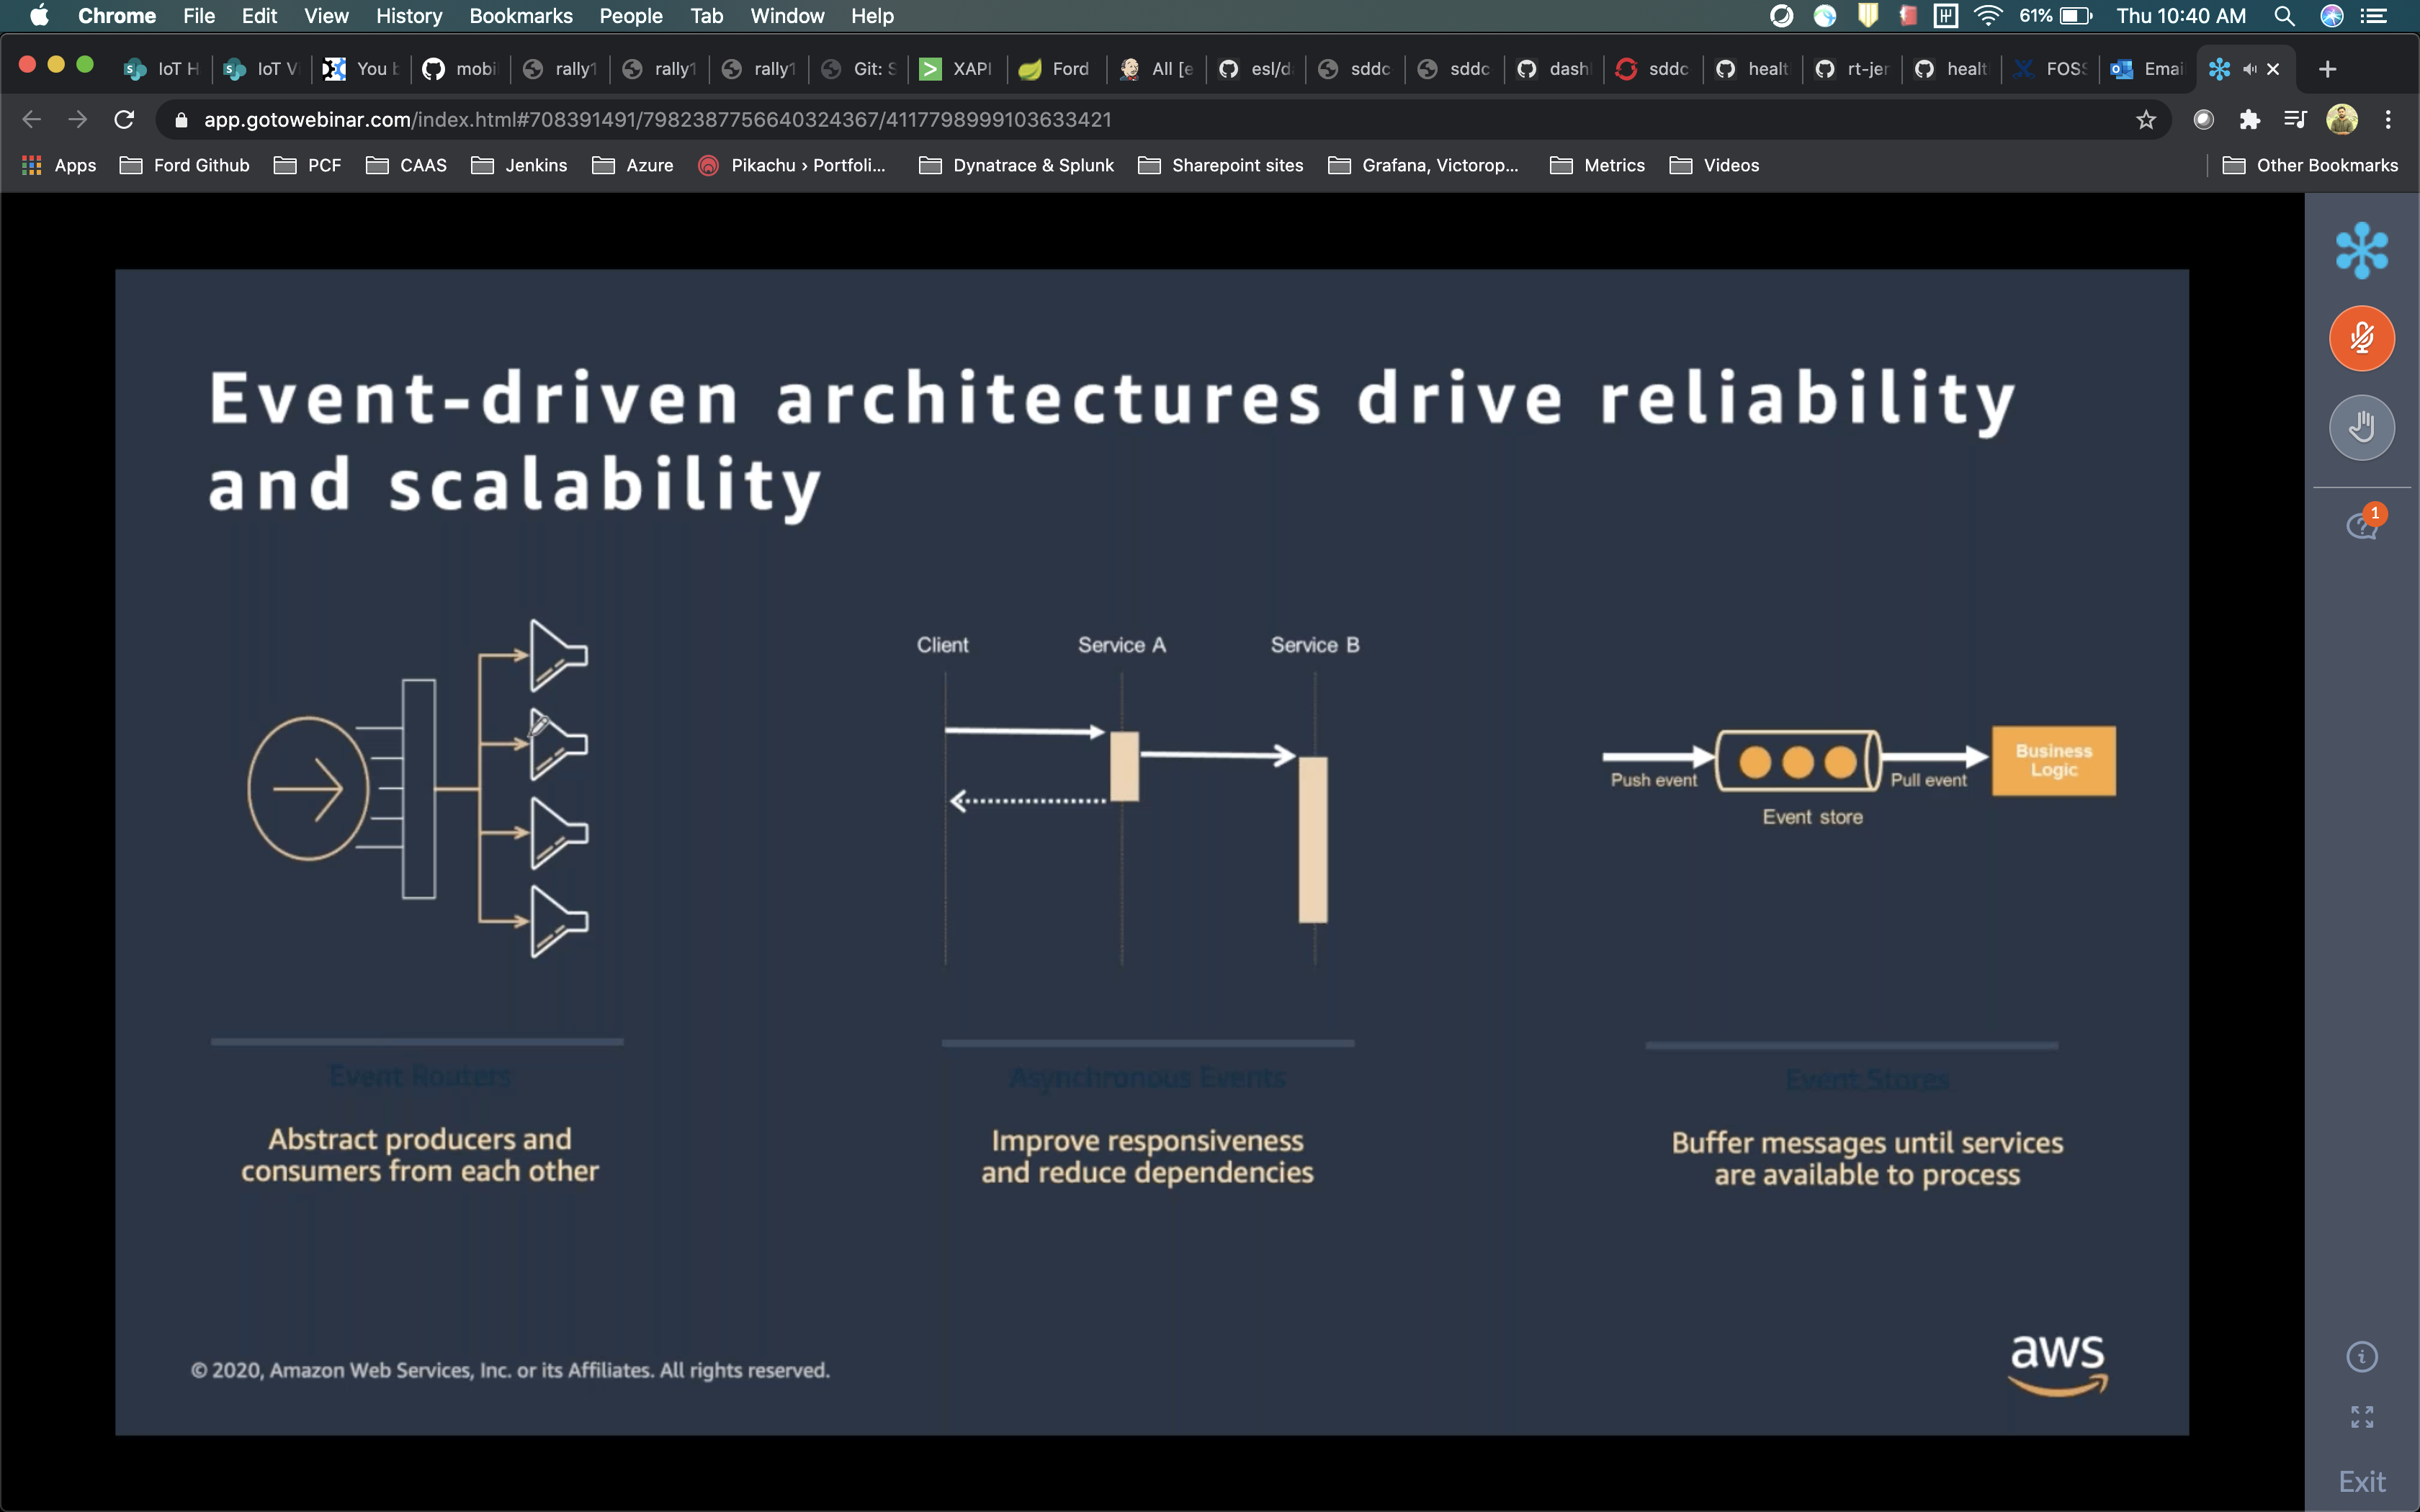 Chrome File Edit View History Bookmarks People Tab Window Help 61% Thu 10:40 AM
IoT H IoT V You b mobi rally1 rally1 rally1 Git: S XAPI Ford All [e esl/d sddc sddc dash sddc healt rt-jer healt FOSS Emai
app.gotowebinar.com/index.html#708391491/7982387756640324367/4117798999103633421
Apps Ford Github PCF CAAS Jenkins Azure Pikachu › Portfoli... Dynatrace & Splunk Sharepoint sites Grafana, Victorop... Metrics Videos Other Bookmarks
Event-driven architectures drive reliability
and scalability
1
Client Service A Service B
Push event
Event store
Pull event
Business
Logic
Event Routers
Abstract producers and
consumers from each other
Asynchronous Events
Improve responsiveness
and reduce dependencies
Event Stores
Buffer messages until services
are available to process
© 2020, Amazon Web Services, Inc. or its Affiliates. All rights reserved.
aws
Exit